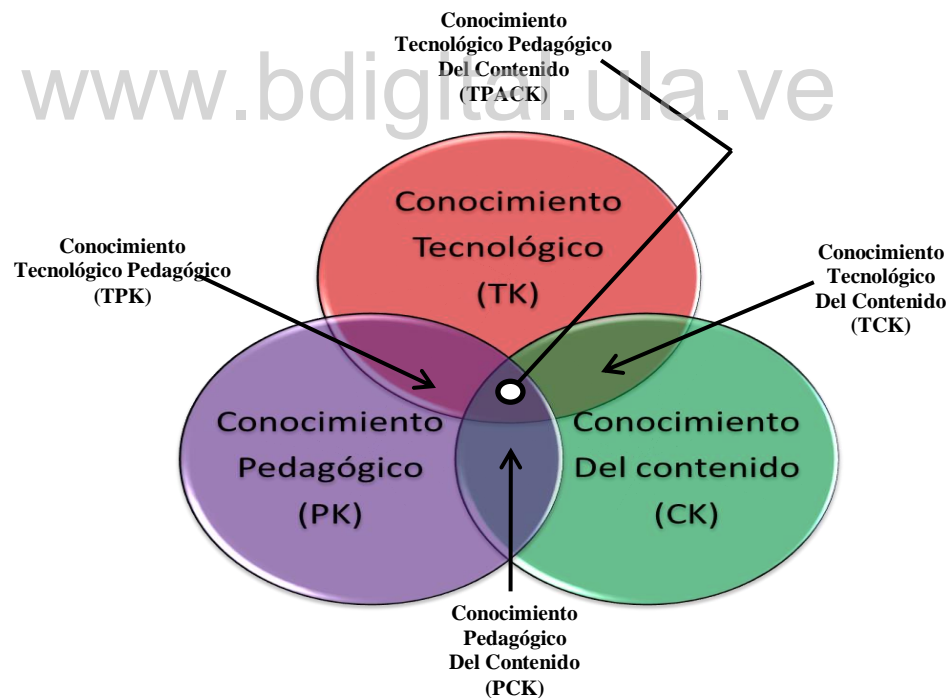 Conocimiento
Tecnológico Pedagógico
Del Contenido
(TPACK)
www.bdigital.ula.ve
Conocimiento
Tecnológico
(TK)
Conocimiento
Tecnológico Pedagógico
(TPK)
Conocimiento
Tecnológico
Del Contenido
(TCK)
Conocimiento
Pedagógico
(PK)
Conocimiento
Del contenido
(CK)
Conocimiento
Pedagógico
Del Contenido
(PCK)